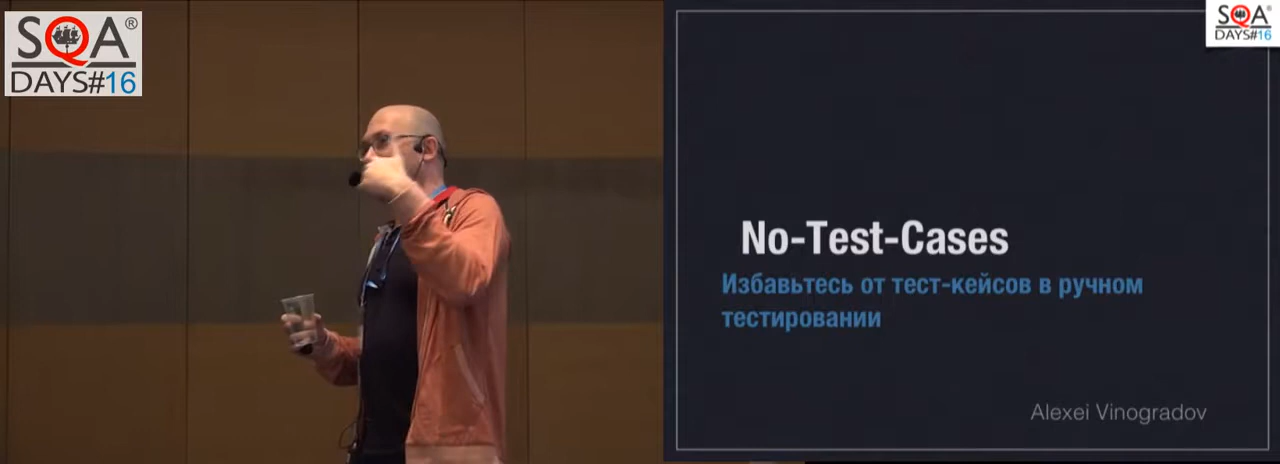 SQA®
DAYS#16
SQA®
DAYS#16
No-Test-Cases
Избавьтесь от тест-кейсов в ручном
тестировании
Alexei Vinogradov